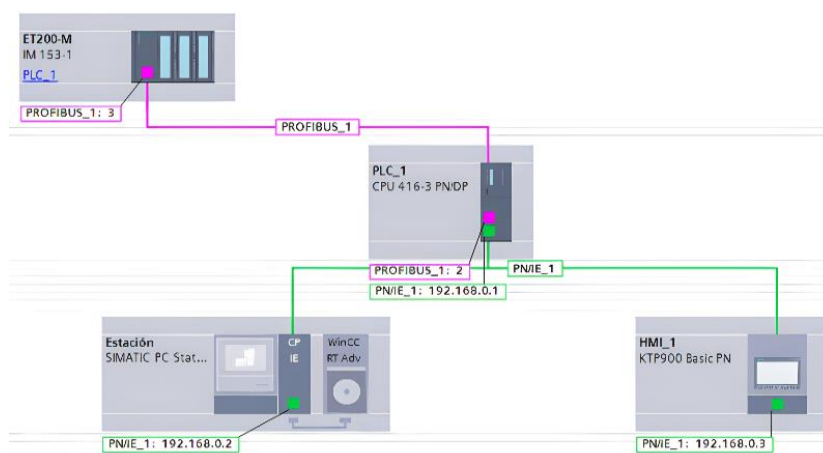 ET200-M
IM 153-1
PLC_1
PROFIBUS_1: 3
PROFIBUS_1
PLC_1
CPU 416-3 PN/DP
PROFIBUS_1: 2
PN/IE_1
PN/IE_1: 192.168.0.1
Estación
SIMATIC PC Stat...
CP
IE
WinCC
RT Adv
PN/IE_1: 192.168.0.2
HMI_1
KTP900 Basic PN
PN/IE_1: 192.168.0.3